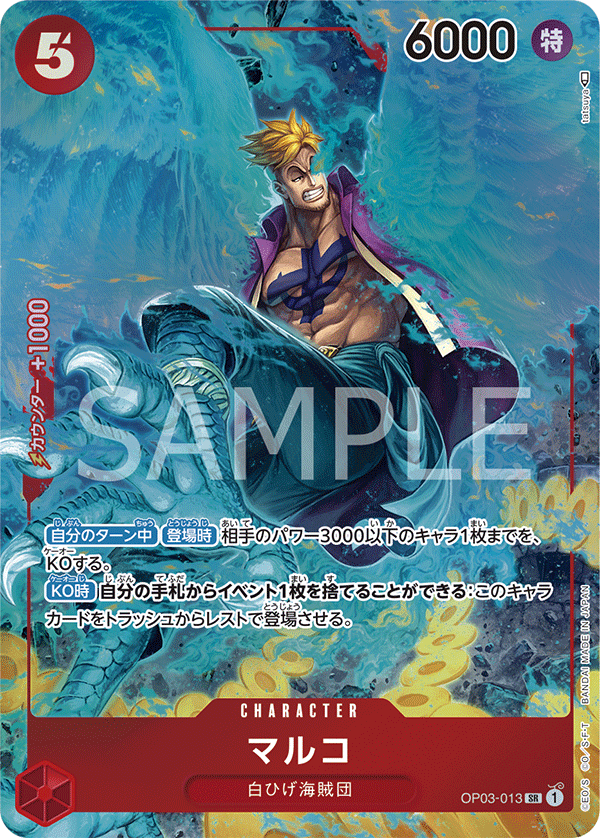 5
6000 特
tatsuya
カウンター +1000
SAMPLE
自分のターン中 登場時 相手のパワー3000以下のキャラ1枚までを、
KOする。
KO時 自分の手札からイベント1枚を捨てることができる：このキャラ
カードをトラッシュからレストで登場させる。
CHARACTER
マルコ
白ひげ海賊団
OP03-013 SR 1
©E.O/S. ©O/S・F・T BANDAI MADE IN JAPAN